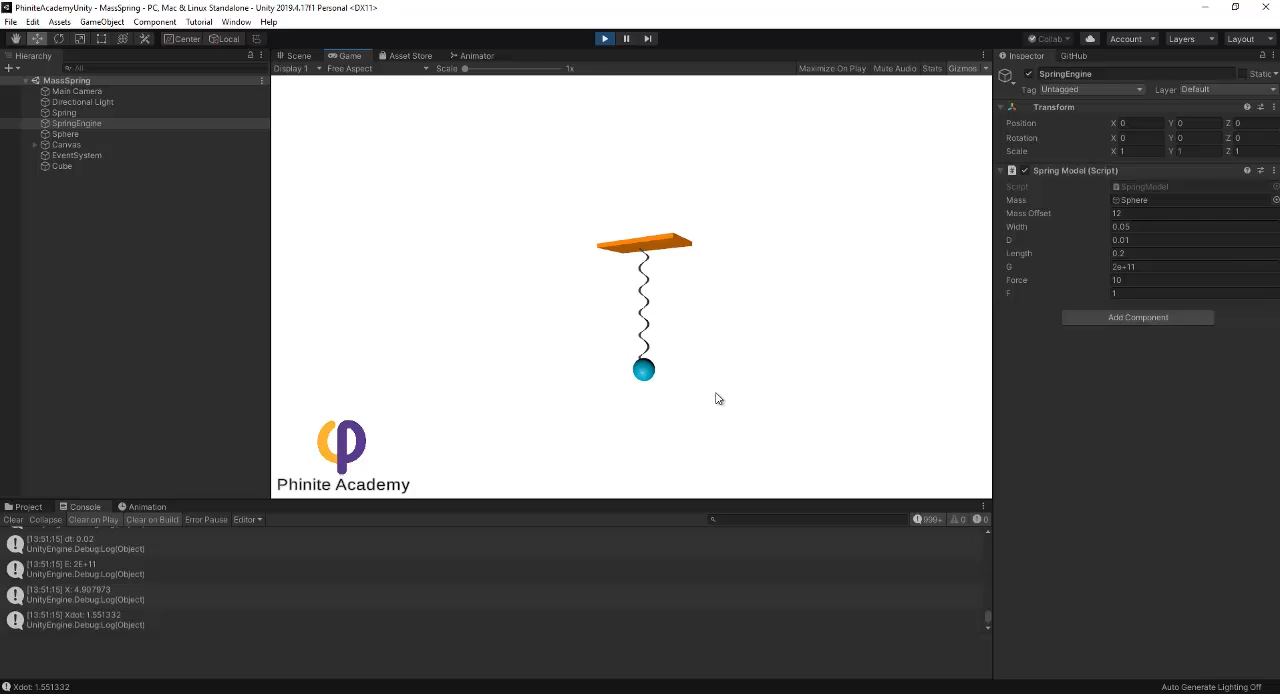 PhiniteAcademyUnity - MassSpring - PC, Mac & Linux Standalone - Unity 2019.4.17f1 Personal <DX11>
File Edit Assets GameObject Component Tutorial Window Help
Center Local Collab Account Layers Layout
Hierarchy Scene Game Asset Store Animator Inspector GitHub
All Display 1 Free Aspect Scale 1x Maximize On Play Mute Audio Stats Gizmos
SpringEngine Static
Tag Untagged Layer Default
MassSpring
Main Camera
Directional Light
Spring
SpringEngine
Sphere
Canvas
EventSystem
Cube
Transform
Position X 0 Y 0 Z 0
Rotation X 0 Y 0 Z 0
Scale X 1 Y 1 Z 1
Spring Model (Script)
Script SpringModel
Mass Sphere
Mass Offset 12
Width 0.05
D 0.01
Length 0.2
G 2e+11
Force 10
F 1
Add Component
Phinite Academy
Project Console Animation
Clear Collapse Clear on Play Clear on Build Error Pause Editor 999+ 0 0
[13:51:15] dt: 0.02
UnityEngine.Debug:Log(Object)
[13:51:15] E: 2E+11
UnityEngine.Debug:Log(Object)
[13:51:15] X: 4.907973
UnityEngine.Debug:Log(Object)
[13:51:15] Xdot: 1.551332
UnityEngine.Debug:Log(Object)
Xdot: 1.551332 Auto Generate Lighting Off